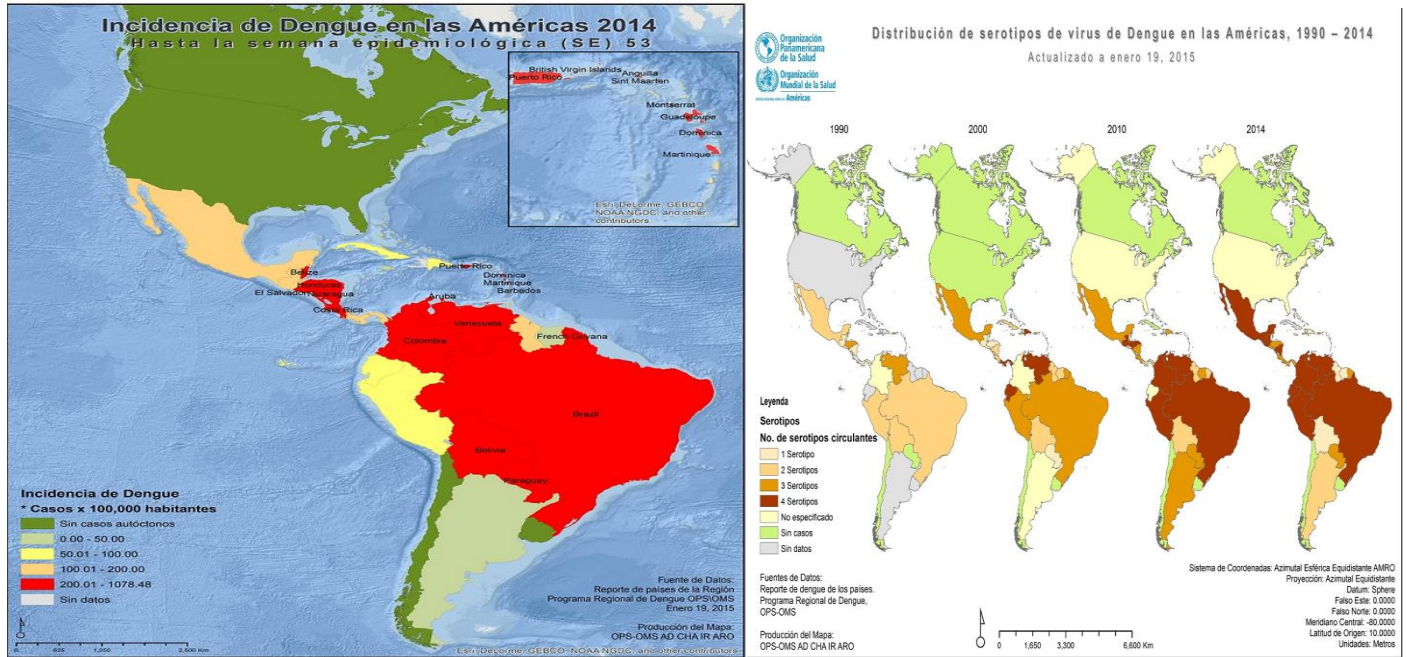 Incidencia de Dengue en las Américas 2014
Hasta la semana epidemiológica (SE) 53
British Virgin Islands
Puerto Rico
Anguilla
Sint Maarten
Montserrat
Guadeloupe
Dominica
Martinique
Esri, DeLorme, GEBCO,
NOAA NGDC, and other
contributors
Belize
Honduras
El Salvador
Nicaragua
Costa Rica
Puerto Rico
Dominica
Martinique
Barbados
Aruba
Venezuela
Colombia
French Guyana
Brazil
Bolivia
Paraguay
Incidencia de Dengue
* Casos x 100,000 habitantes
Sin casos autóctonos
0.00 - 50.00
50.01 - 100.00
100.01 - 200.00
200.01 - 1078.48
Sin datos
0 625 1,250 2,500 Km
Fuente de Datos:
Reporte de países de la Región
Programa Regional de Dengue OPS\OMS
Enero 19, 2015
Producción del Mapa:
OPS-OMS AD CHA IR ARO
Esri, DeLorme, GEBCO, NOAA NGDC, and other contributors
Organización
Panamericana
de la Salud
Organización
Mundial de la Salud
Américas
Distribución de serotipos de virus de Dengue en las Américas, 1990 – 2014
Actualizado a enero 19, 2015
1990
2000
2010
2014
Leyenda
Serotipos
No. de serotipos circulantes
1 Serotipo
2 Serotipos
3 Serotipos
4 Serotipos
No especificado
Sin casos
Sin datos
Fuentes de Datos:
Reporte de dengue de los países.
Programa Regional de Dengue,
OPS-OMS
Producción del Mapa:
OPS-OMS AD CHA IR ARO
0 1,650 3,300 6,600 Km
Sistema de Coordenadas: Azimutal Esférica Equidistante AMRO
Proyección: Azimutal Equidistante
Datum: Sphere
Falso Este: 0.0000
Falso Norte: 0.0000
Meridiano Central: -80.0000
Latitud de Origen: 10.0000
Unidades: Metros